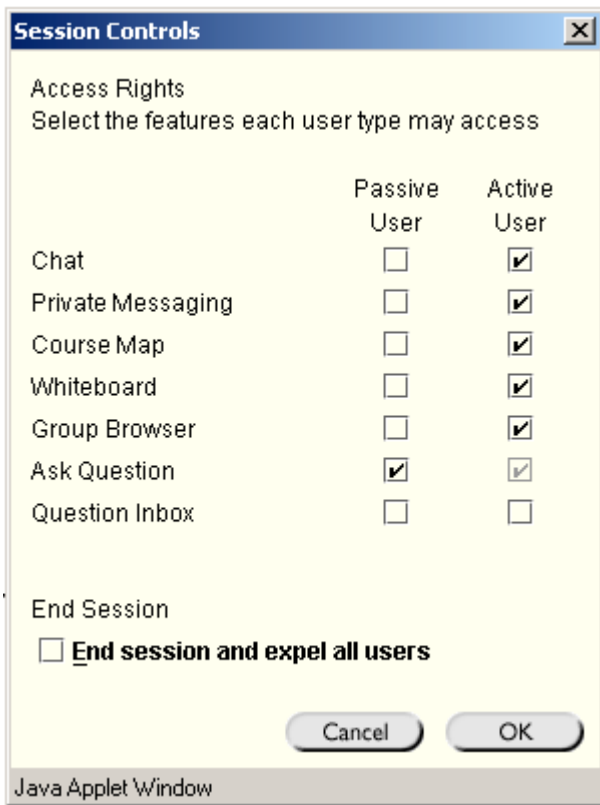 Session Controls
Access Rights
Select the features each user type may access
Passive Active
User User
Chat
Private Messaging
Course Map
Whiteboard
Group Browser
Ask Question
Question Inbox
End Session
End session and expel all users
Cancel OK
Java Applet Window